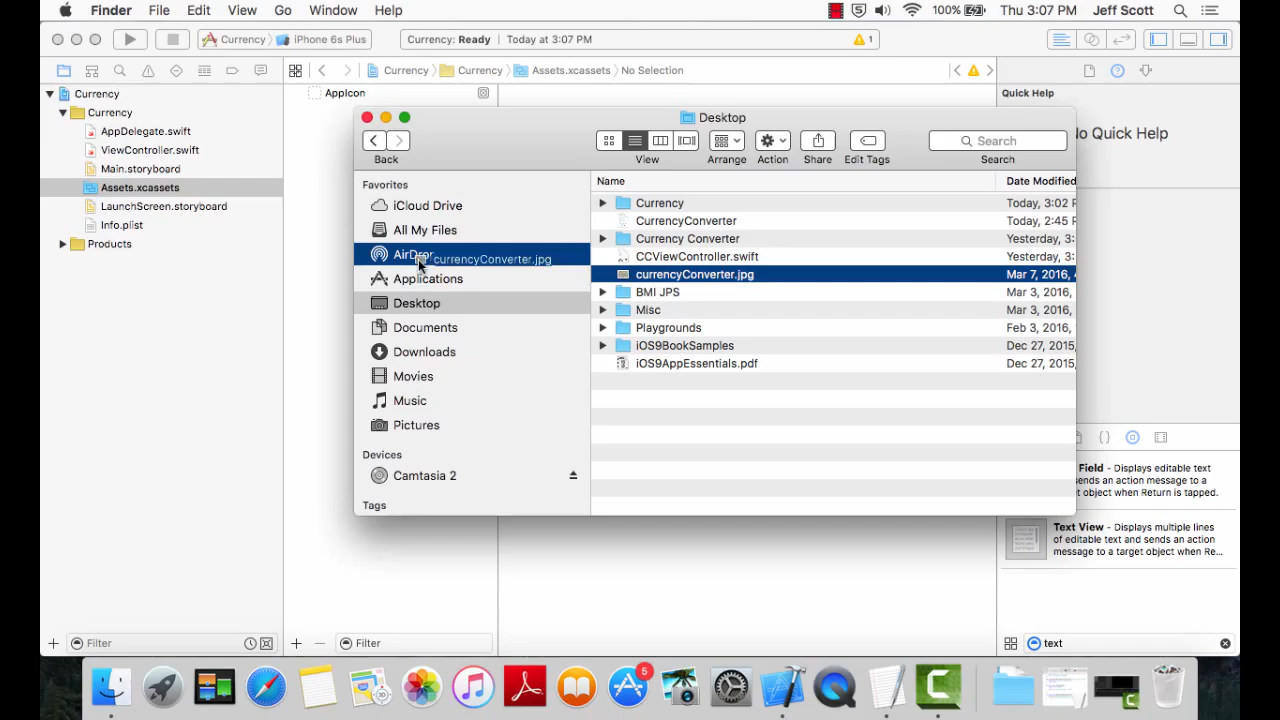 Finder File Edit View Go Window Help 100% Thu 3:07 PM Jeff Scott
Currency iPhone 6s Plus Currency: Ready Today at 3:07 PM 1
Currency Currency Assets.xcassets No Selection
Currency
Currency
AppDelegate.swift
ViewController.swift
Main.storyboard
Assets.xcassets
LaunchScreen.storyboard
Info.plist
Products
Filter
AppIcon
Filter
Desktop
Back View Arrange Action Share Edit Tags Search
Search
Favorites
iCloud Drive
All My Files
currencyConverter.jpg
Applications
Desktop
Documents
Downloads
Movies
Music
Pictures
Devices
Camtasia 2
Tags
Name Date Modified
Currency Today, 3:02 P
CurrencyConverter Today, 2:45 P
Currency Converter Yesterday, 3:
CCViewController.swift Yesterday, 3:
currencyConverter.jpg Mar 7, 2016,
BMI JPS Mar 3, 2016,
Misc Mar 3, 2016,
Playgrounds Feb 3, 2016,
iOS9BookSamples Dec 27, 2015,
iOS9AppEssentials.pdf Dec 27, 2015,
Quick Help
No Quick Help
Field - Displays editable text
ends an action message to a
t object when Return is tapped.
Text View - Displays multiple lines
of editable text and sends an action
message to a target object when Re...
text
5